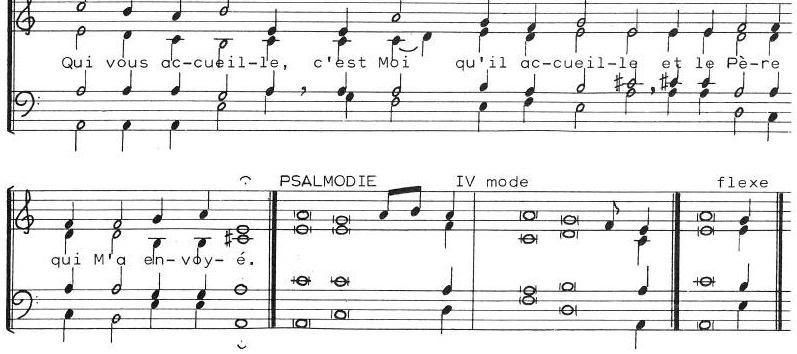 Qui vous ac-cueil-le, c'est Moi qu'il ac-cueil-le et le Pè-re
PSALMODIE IV mode flexe
qui M'a en-voy-é.